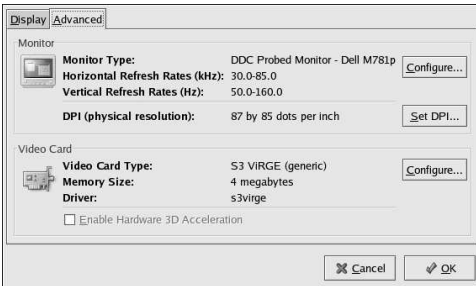 Display Advanced
Monitor
Monitor Type: DDC Probed Monitor - Dell M781p Configure...
Horizontal Refresh Rates (kHz): 30.0-85.0
Vertical Refresh Rates (Hz): 50.0-160.0
DPI (physical resolution): 87 by 85 dots per inch Set DPI...
Video Card
Video Card Type: S3 ViRGE (generic) Configure...
Memory Size: 4 megabytes
Driver: s3virge
Enable Hardware 3D Acceleration
Cancel OK